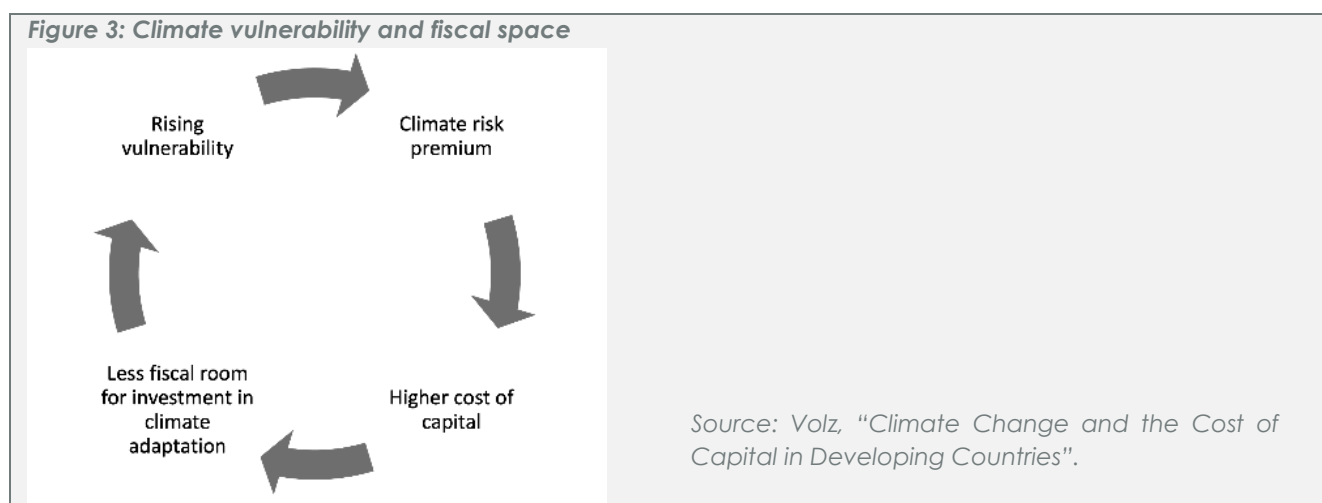 Figure 3: Climate vulnerability and fiscal space
Rising
vulnerability
Climate risk
premium
Less fiscal room
for investment in
climate
adaptation
Higher cost of
capital
Source: Volz, “Climate Change and the Cost of
Capital in Developing Countries”.